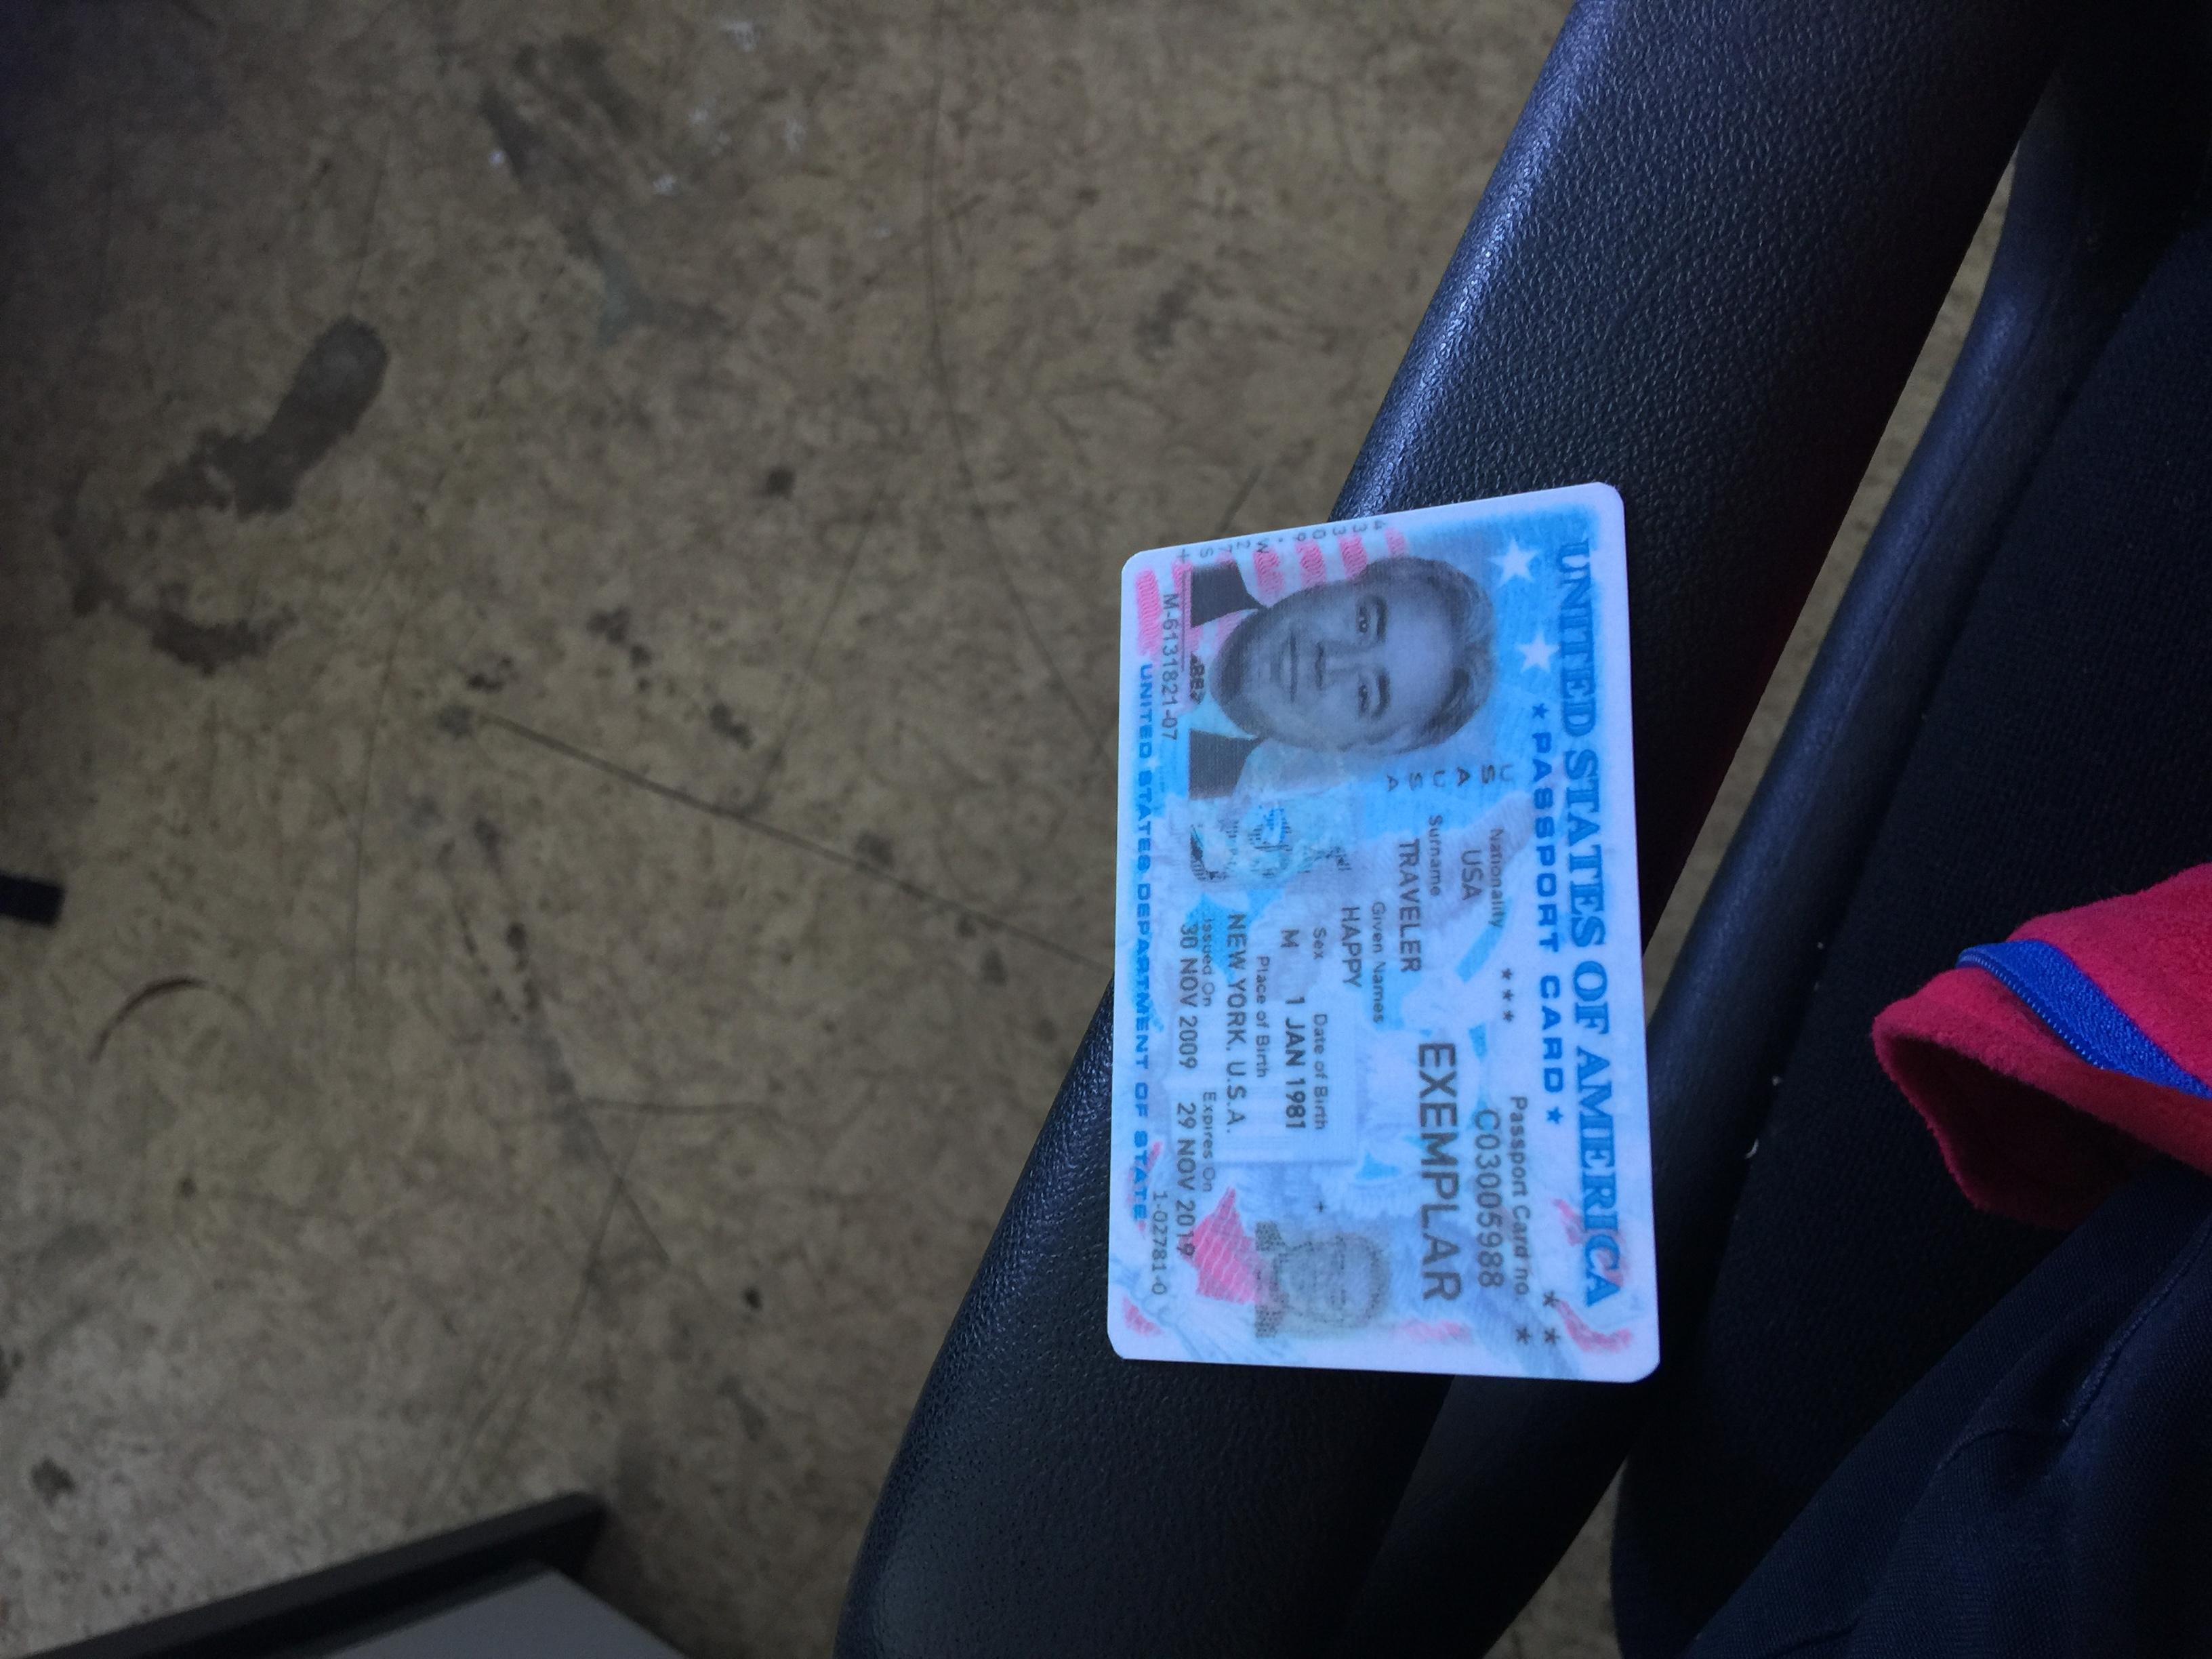 UNITED STATES OF AMERICA
★ PASSPORT CARD ★
USAUSA
Nationality
USA
Passport Card no.
C03005988
EXEMPLAR
Surname
TRAVELER
Given Names
HAPPY
Sex Date of Birth
M 1 JAN 1981
Place of Birth
NEW YORK, U.S.A.
Issued On Expires On
30 NOV 2009 29 NOV 2019
M-6131821-07
1-02781-0
UNITED STATES DEPARTMENT OF STATE